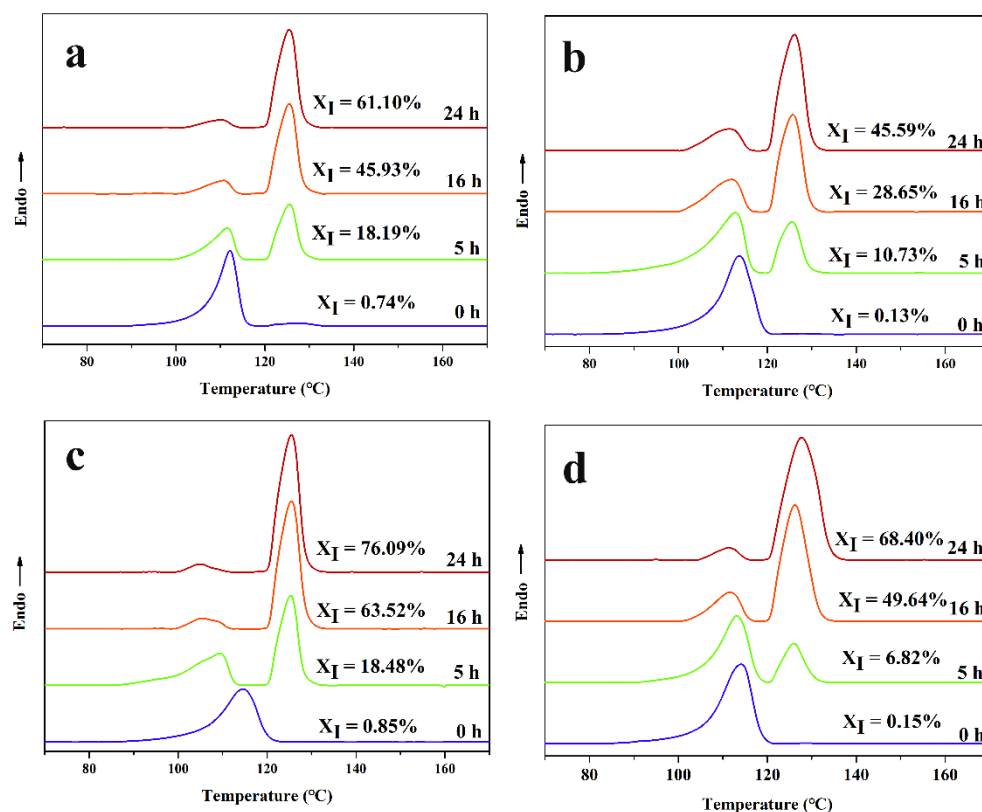 a
X_I = 61.10%
24 h
X_I = 45.93%
16 h
X_I = 18.19%
5 h
X_I = 0.74%
0 h
Endo →
80 100 120 140 160
Temperature (°C)
b
X_I = 45.59%
24 h
X_I = 28.65%
16 h
X_I = 10.73%
5 h
X_I = 0.13%
0 h
Endo →
80 100 120 140 160
Temperature (°C)
c
X_I = 76.09%
24 h
X_I = 63.52%
16 h
X_I = 18.48%
5 h
X_I = 0.85%
0 h
Endo →
80 100 120 140 160
Temperature (°C)
d
X_I = 68.40% 24 h
X_I = 49.64% 16 h
X_I = 6.82%
5 h
X_I = 0.15%
0 h
Endo →
80 100 120 140 160
Temperature (°C)